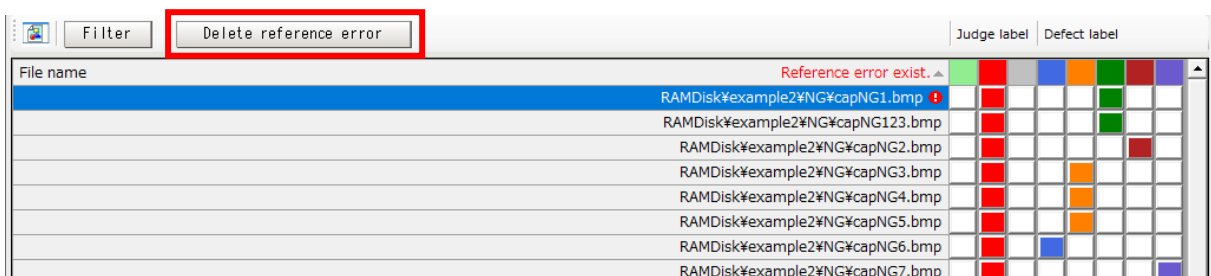 Filter Delete reference error Judge label Defect label
File name Reference error exist.
RAMDisk¥example2¥NG¥capNG1.bmp
RAMDisk¥example2¥NG¥capNG123.bmp
RAMDisk¥example2¥NG¥capNG2.bmp
RAMDisk¥example2¥NG¥capNG3.bmp
RAMDisk¥example2¥NG¥capNG4.bmp
RAMDisk¥example2¥NG¥capNG5.bmp
RAMDisk¥example2¥NG¥capNG6.bmp
RAMDisk¥example2¥NG¥capNG7.bmp